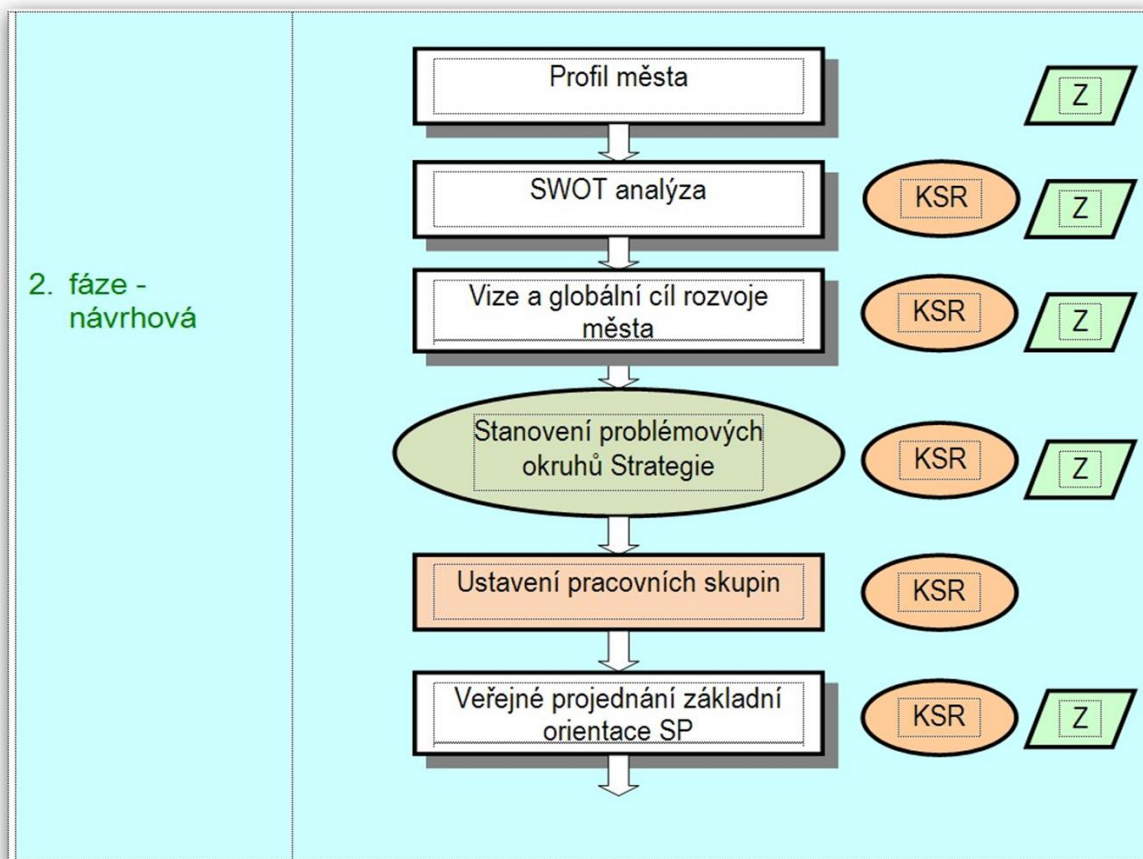 Profil města
Z
SWOT analýza
KSR
Z
2. fáze -
návrhová
Vize a globální cíl rozvoje
města
KSR
Z
Stanovení problémových
okruhů Strategie
KSR
Z
Ustavení pracovních skupin
KSR
Veřejné projednání základní
orientace SP
KSR
Z